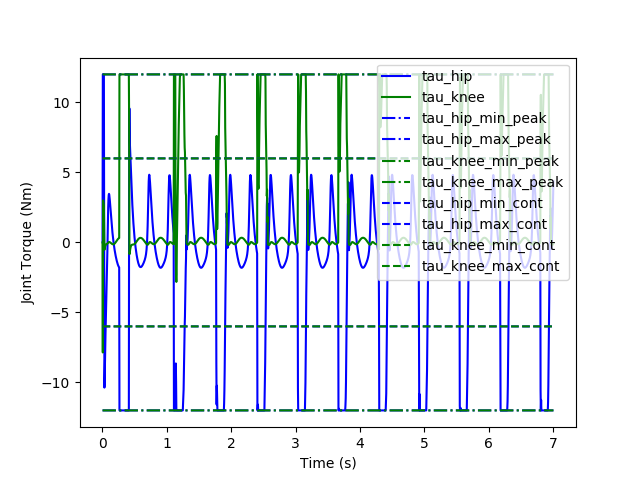 tau_hip
tau_knee
tau_hip_min_peak
tau_hip_max_peak
tau_knee_min_peak
tau_knee_max_peak
tau_hip_min_cont
tau_hip_max_cont
tau_knee_min_cont
tau_knee_max_cont
10
5
0
−5
−10
Joint Torque (Nm)
0 1 2 3 4 5 6 7
Time (s)